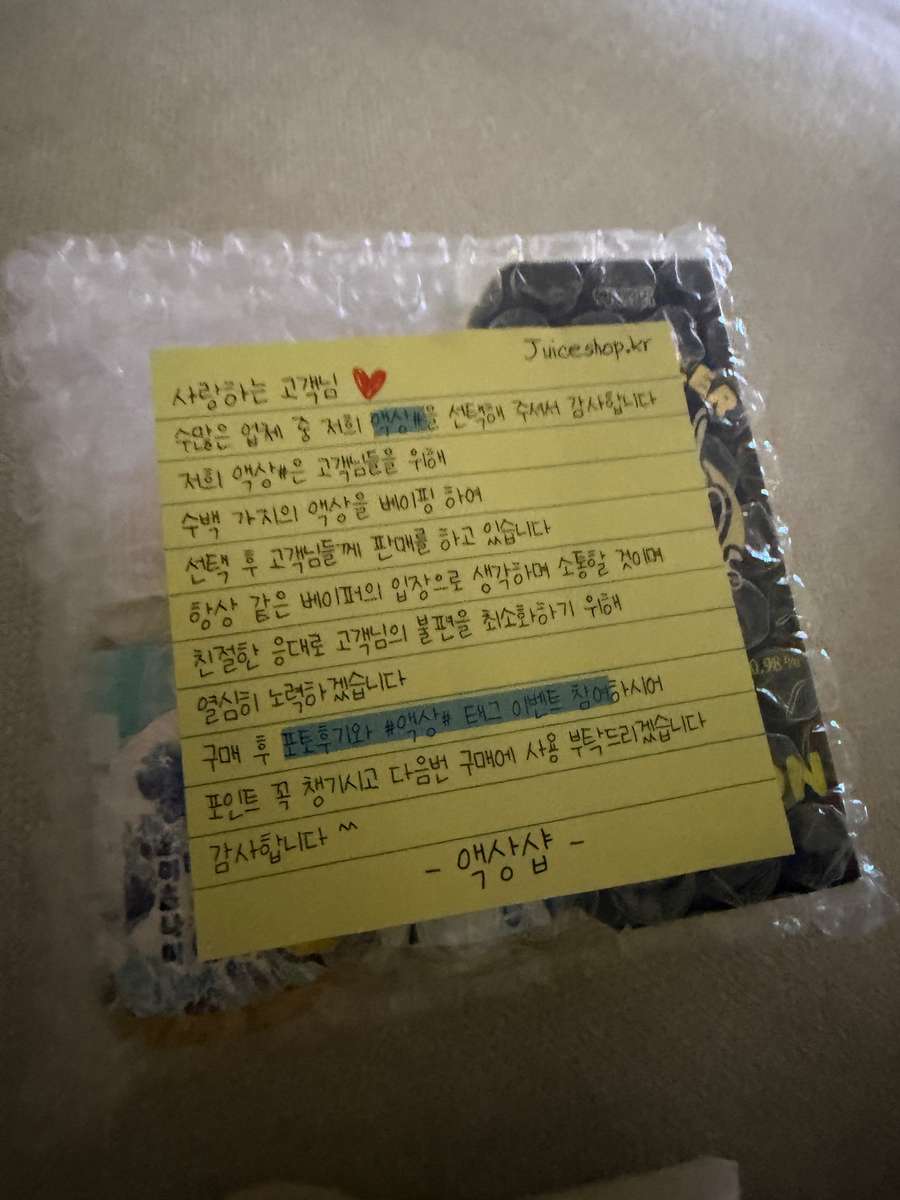 Juiceshop.kr
사랑하는 고객님 ❤
수많은 업체 중 저희 액상#을 선택해 주셔서 감사합니다
저희 액상#은 고객님들을 위해
수백 가지의 액상을 베이핑 하여
선택 후 고객님들께 판매를 하고 있습니다
항상 같은 베이퍼의 입장으로 생각하며 소통할 것이며
친절한 응대로 고객님의 불편을 최소화하기 위해
열심히 노력하겠습니다
구매 후 포토후기와 #액상# 태그 이벤트 참여하시어
포인트 꼭 챙기시고 다음번 구매에 사용 부탁드리겠습니다
감사합니다 ^^
- 액상샵 -
0.98